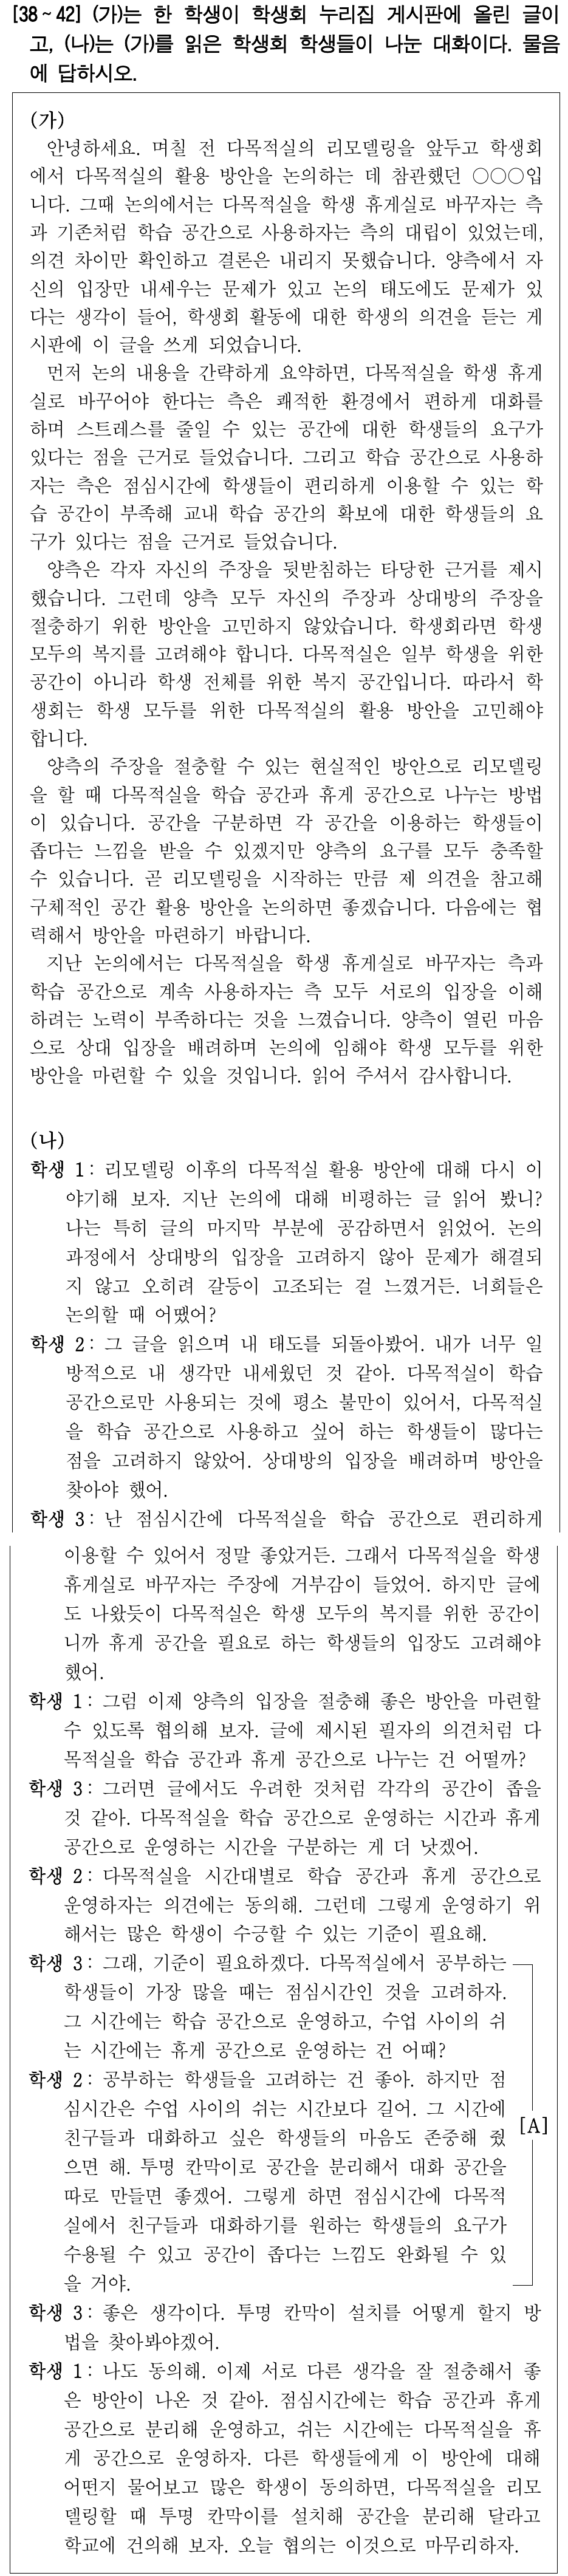 [38 ~ 42] (가)는 한 학생이 학생회 누리집 게시판에 올린 글이
고, (나)는 (가)를 읽은 학생회 학생들이 나눈 대화이다. 물음
에 답하시오.
(가)
안녕하세요. 며칠 전 다목적실의 리모델링을 앞두고 학생회
에서 다목적실의 활용 방안을 논의하는 데 참관했던 ○○○입
니다. 그때 논의에서는 다목적실을 학생 휴게실로 바꾸자는 측
과 기존처럼 학습 공간으로 사용하자는 측의 대립이 있었는데,
의견 차이만 확인하고 결론은 내리지 못했습니다. 양측에서 자
신의 입장만 내세우는 문제가 있고 논의 태도에도 문제가 있
다는 생각이 들어, 학생회 활동에 대한 학생의 의견을 듣는 게
시판에 이 글을 쓰게 되었습니다.
먼저 논의 내용을 간략하게 요약하면, 다목적실을 학생 휴게
실로 바꾸어야 한다는 측은 쾌적한 환경에서 편하게 대화를
하며 스트레스를 줄일 수 있는 공간에 대한 학생들의 요구가
있다는 점을 근거로 들었습니다. 그리고 학습 공간으로 사용하
자는 측은 점심시간에 학생들이 편리하게 이용할 수 있는 학
습 공간이 부족해 교내 학습 공간의 확보에 대한 학생들의 요
구가 있다는 점을 근거로 들었습니다.
양측은 각자 자신의 주장을 뒷받침하는 타당한 근거를 제시
했습니다. 그런데 양측 모두 자신의 주장과 상대방의 주장을
절충하기 위한 방안을 고민하지 않았습니다. 학생회라면 학생
모두의 복지를 고려해야 합니다. 다목적실은 일부 학생을 위한
공간이 아니라 학생 전체를 위한 복지 공간입니다. 따라서 학
생회는 학생 모두를 위한 다목적실의 활용 방안을 고민해야
합니다.
양측의 주장을 절충할 수 있는 현실적인 방안으로 리모델링
을 할 때 다목적실을 학습 공간과 휴게 공간으로 나누는 방법
이 있습니다. 공간을 구분하면 각 공간을 이용하는 학생들이
좁다는 느낌을 받을 수 있겠지만 양측의 요구를 모두 충족할
수 있습니다. 곧 리모델링을 시작하는 만큼 제 의견을 참고해
구체적인 공간 활용 방안을 논의하면 좋겠습니다. 다음에는 협
력해서 방안을 마련하기 바랍니다.
지난 논의에서는 다목적실을 학생 휴게실로 바꾸자는 측과
학습 공간으로 계속 사용하자는 측 모두 서로의 입장을 이해
하려는 노력이 부족하다는 것을 느꼈습니다. 양측이 열린 마음
으로 상대 입장을 배려하며 논의에 임해야 학생 모두를 위한
방안을 마련할 수 있을 것입니다. 읽어 주셔서 감사합니다.
(나)
학생 1 : 리모델링 이후의 다목적실 활용 방안에 대해 다시 이
야기해 보자. 지난 논의에 대해 비평하는 글 읽어 봤니?
나는 특히 글의 마지막 부분에 공감하면서 읽었어. 논의
과정에서 상대방의 입장을 고려하지 않아 문제가 해결되
지 않고 오히려 갈등이 고조되는 걸 느꼈거든. 너희들은
논의할 때 어땠어?
학생 2 : 그 글을 읽으며 내 태도를 되돌아봤어. 내가 너무 일
방적으로 내 생각만 내세웠던 것 같아. 다목적실이 학습
공간으로만 사용되는 것에 평소 불만이 있어서, 다목적실
을 학습 공간으로 사용하고 싶어 하는 학생들이 많다는
점을 고려하지 않았어. 상대방의 입장을 배려하며 방안을
찾아야 했어.
학생 3 : 난 점심시간에 다목적실을 학습 공간으로 편리하게
이용할 수 있어서 정말 좋았거든. 그래서 다목적실을 학생
휴게실로 바꾸자는 주장에 거부감이 들었어. 하지만 글에
도 나왔듯이 다목적실은 학생 모두의 복지를 위한 공간이
니까 휴게 공간을 필요로 하는 학생들의 입장도 고려해야
했어.
학생 1 : 그럼 이제 양측의 입장을 절충해 좋은 방안을 마련할
수 있도록 협의해 보자. 글에 제시된 필자의 의견처럼 다
목적실을 학습 공간과 휴게 공간으로 나누는 건 어떨까?
학생 3 : 그러면 글에서도 우려한 것처럼 각각의 공간이 좁을
것 같아. 다목적실을 학습 공간으로 운영하는 시간과 휴게
공간으로 운영하는 시간을 구분하는 게 더 낫겠어.
학생 2 : 다목적실을 시간대별로 학습 공간과 휴게 공간으로
운영하자는 의견에는 동의해. 그런데 그렇게 운영하기 위
해서는 많은 학생이 수긍할 수 있는 기준이 필요해.
학생 3 : 그래, 기준이 필요하겠다. 다목적실에서 공부하는
학생들이 가장 많을 때는 점심시간인 것을 고려하자.
그 시간에는 학습 공간으로 운영하고, 수업 사이의 쉬
는 시간에는 휴게 공간으로 운영하는 건 어때?
학생 2 : 공부하는 학생들을 고려하는 건 좋아. 하지만 점
심시간은 수업 사이의 쉬는 시간보다 길어. 그 시간에
친구들과 대화하고 싶은 학생들의 마음도 존중해 줬
[A]
으면 해. 투명 칸막이로 공간을 분리해서 대화 공간을
따로 만들면 좋겠어. 그렇게 하면 점심시간에 다목적
실에서 친구들과 대화하기를 원하는 학생들의 요구가
수용될 수 있고 공간이 좁다는 느낌도 완화될 수 있
을 거야.
학생 3 : 좋은 생각이다. 투명 칸막이 설치를 어떻게 할지 방
법을 찾아봐야겠어.
학생 1 : 나도 동의해. 이제 서로 다른 생각을 잘 절충해서 좋
은 방안이 나온 것 같아. 점심시간에는 학습 공간과 휴게
공간으로 분리해 운영하고, 쉬는 시간에는 다목적실을 휴
게 공간으로 운영하자. 다른 학생들에게 이 방안에 대해
어떤지 물어보고 많은 학생이 동의하면, 다목적실을 리모
델링할 때 투명 칸막이를 설치해 공간을 분리해 달라고
학교에 건의해 보자. 오늘 협의는 이것으로 마무리하자.